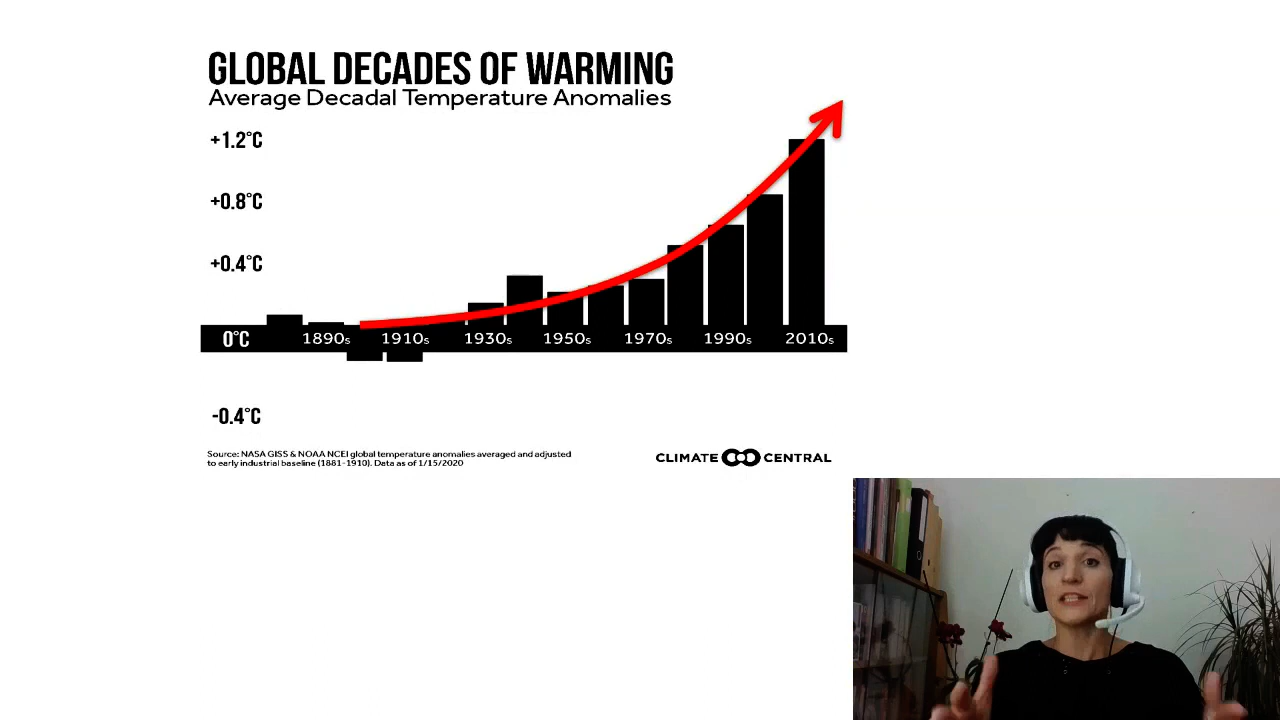 GLOBAL DECADES OF WARMING
Average Decadal Temperature Anomalies
+1.2°C
+0.8°C
+0.4°C
0°C 1890s 1910s 1930s 1950s 1970s 1990s 2010s
-0.4°C
Source: NASA GISS & NOAA NCEI global temperature anomalies averaged and adjusted
to early industrial baseline (1881-1910). Data as of 1/15/2020
CLIMATE CENTRAL